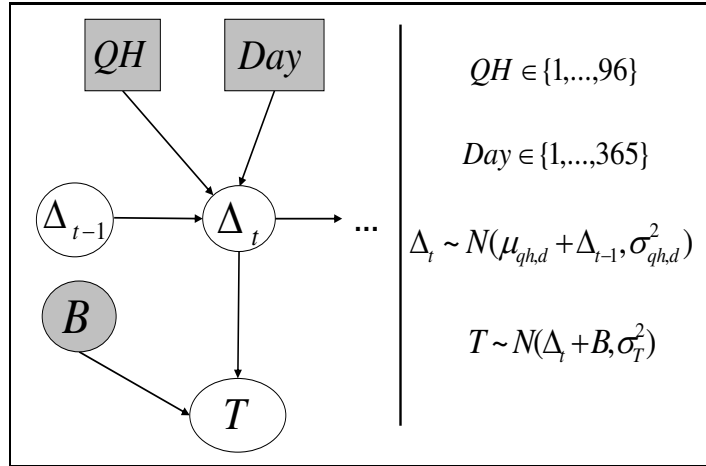 QH
Day
Δ_{t−1}
Δ_t
...
B
T
QH ∈ {1,...,96}
Day ∈ {1,...,365}
Δ_t ~ N(μ_{qh,d} + Δ_{t−1}, σ²_{qh,d})
T ~ N(Δ_t + B, σ²_T)